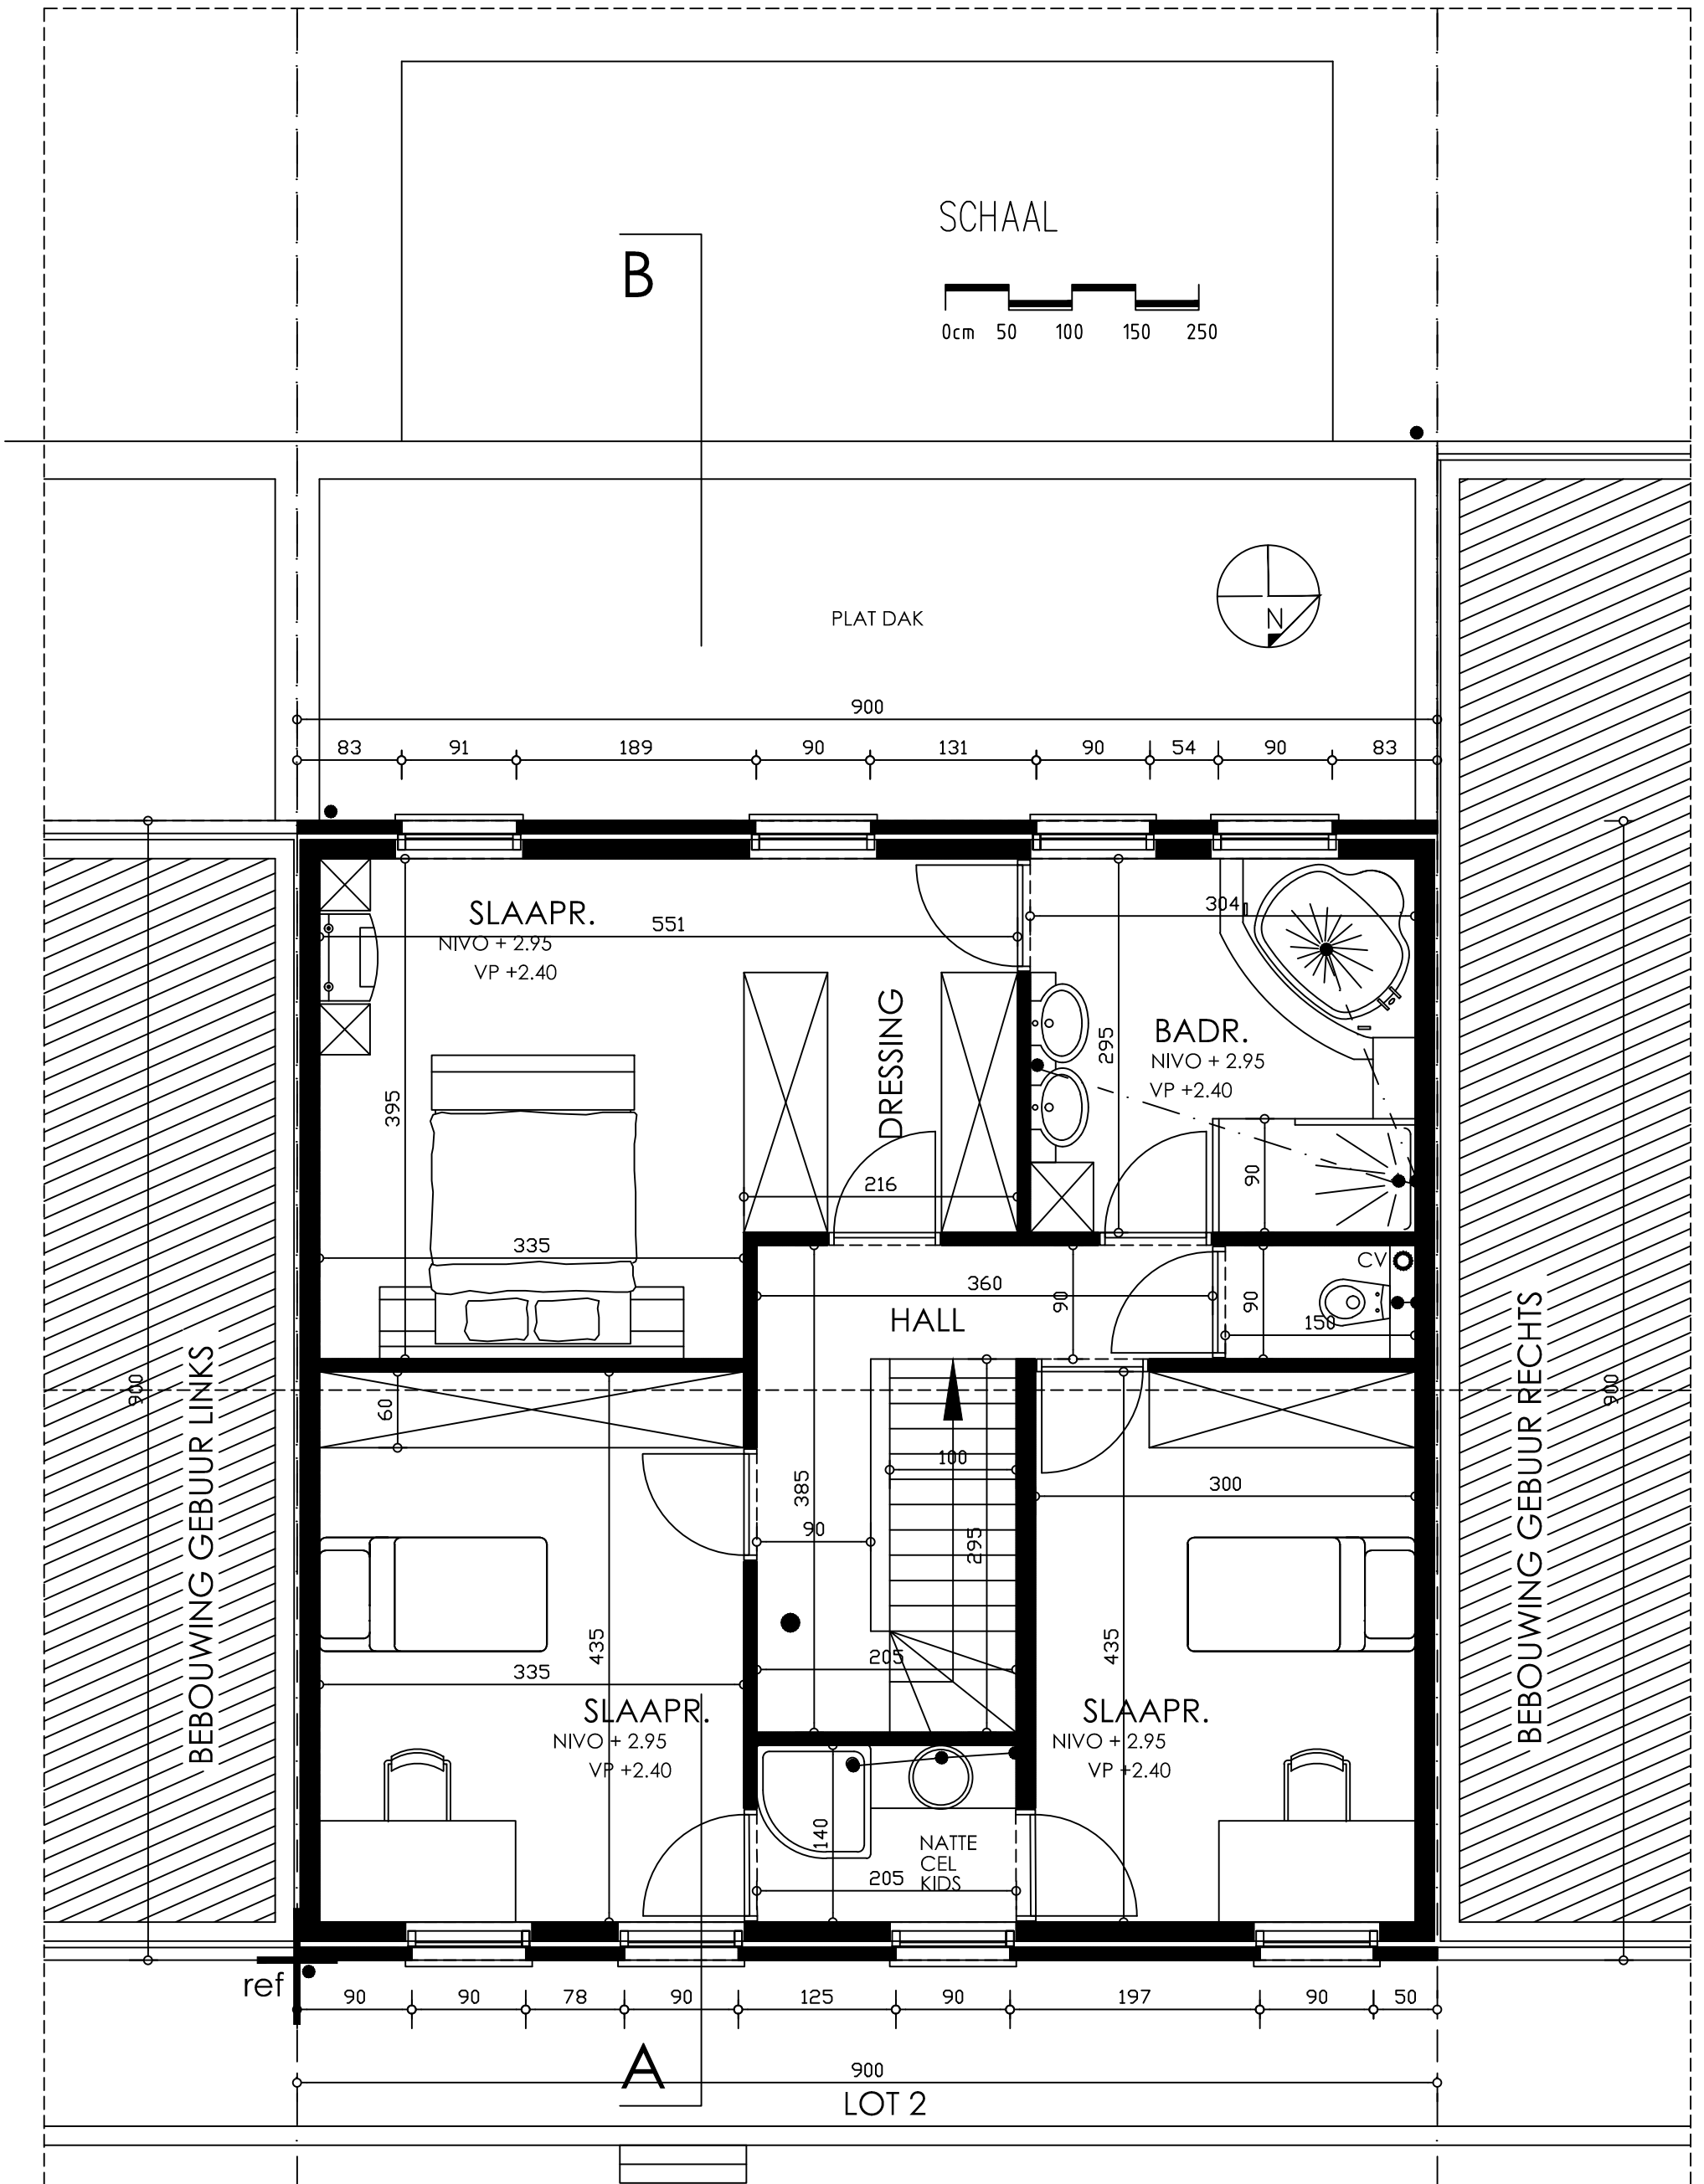 SCHAAL
B
0cm 50 100 150 250
PLAT DAK
N
900
83 91 189 90 131 90 54 90 83
SLAAPR.
NIVO + 2.95
VP +2.40
551
304
395
DRESSING
295
BADR.
NIVO + 2.95
VP +2.40
216
90
335
360
HALL
90
90
CV
150
BEBOUWING GEBUUR LINKS
900
BEBOUWING GEBUUR RECHTS
900
60
385
100
90
295
300
435
335
205
435
SLAAPR.
NIVO + 2.95
VP +2.40
SLAAPR.
NIVO + 2.95
VP +2.40
140
205
NATTE
CEL
KIDS
ref
90 90 78 90 125 90 197 90 50
A
900
LOT 2